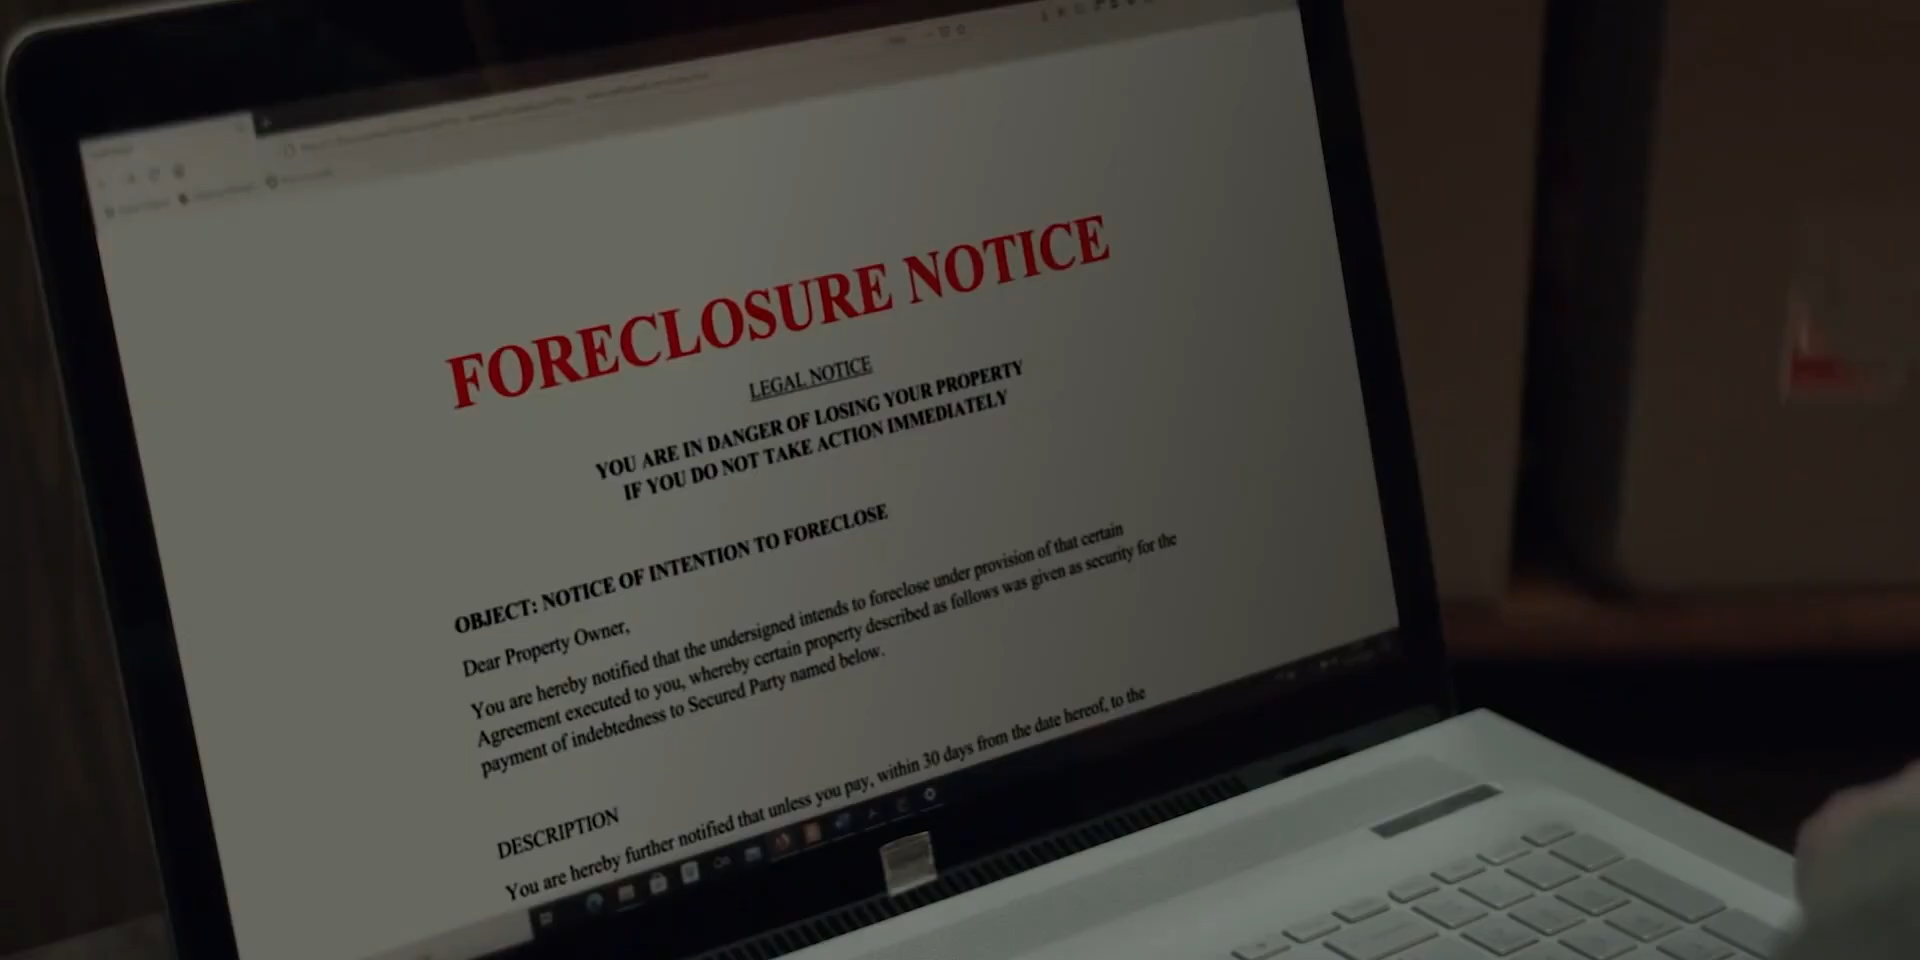 FORECLOSURE NOTICE
LEGAL NOTICE
YOU ARE IN DANGER OF LOSING YOUR PROPERTY
IF YOU DO NOT TAKE ACTION IMMEDIATELY
OBJECT: NOTICE OF INTENTION TO FORECLOSE
Dear Property Owner,
You are hereby notified that the undersigned intends to foreclose under provision of that certain
Agreement executed to you, whereby certain property described as follows was given as security for the
payment of indebtedness to Secured Party named below.
DESCRIPTION
You are hereby further notified that unless you pay, within 30 days from the date hereof, to the